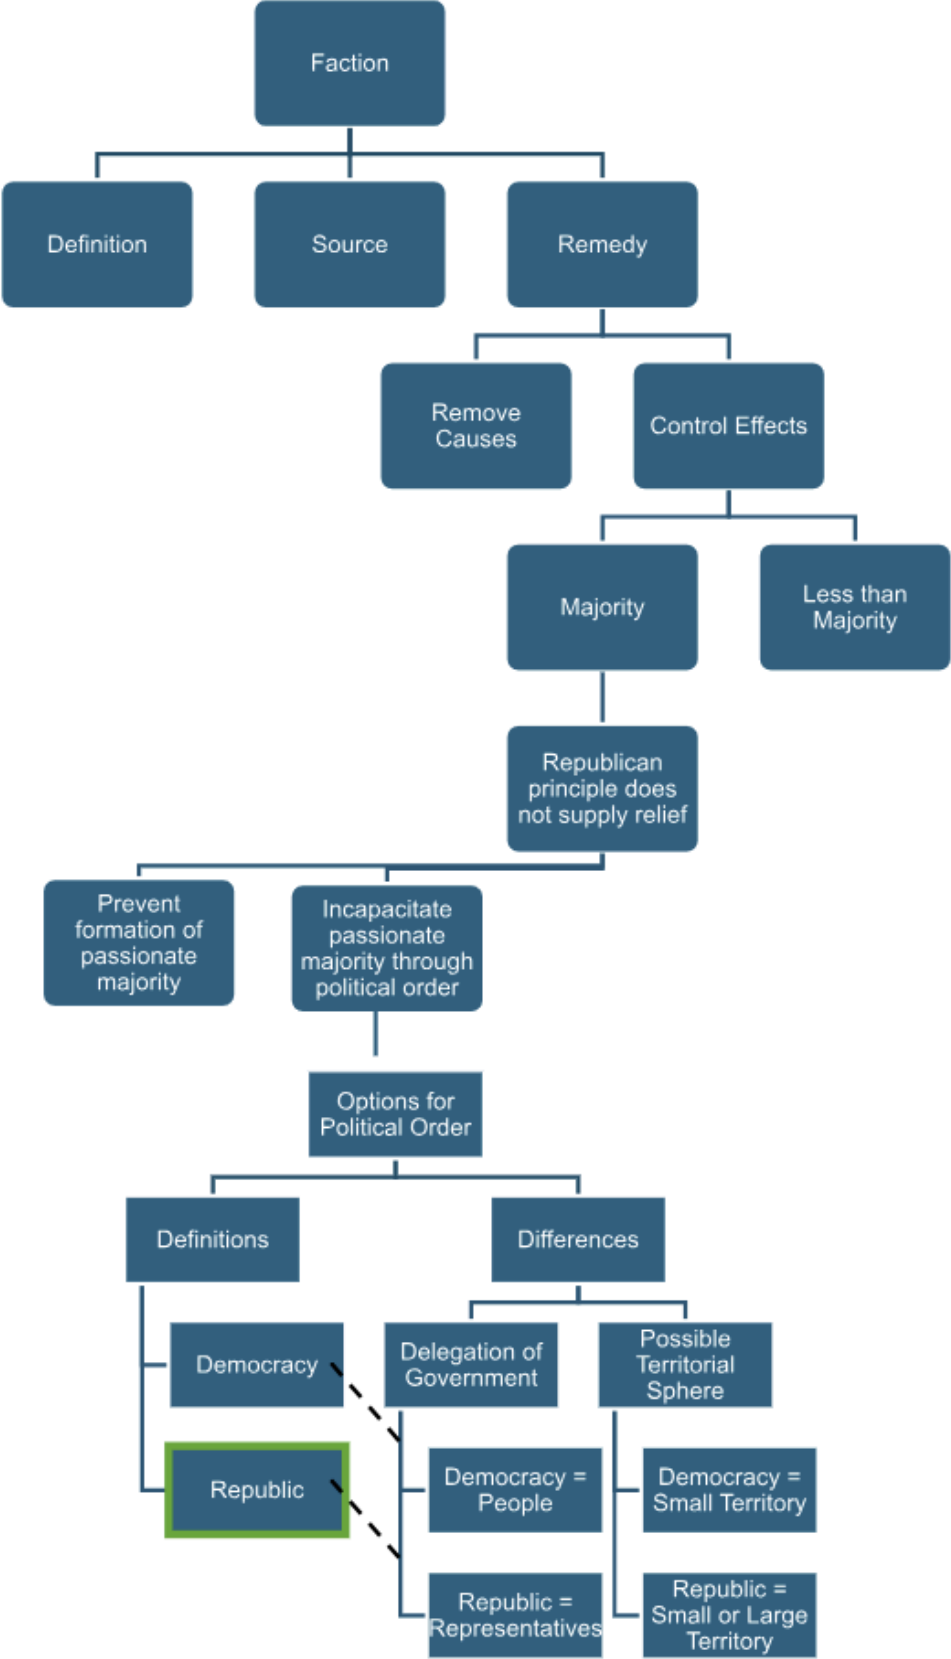 Faction
Definition
Source
Remedy
Remove
Causes
Control Effects
Majority
Less than
Majority
Republican
principle does
not supply relief
Prevent
formation of
passionate
majority
Incapacitate
passionate
majority through
political order
Options for
Political Order
Definitions
Differences
Democracy
Republic
Delegation of
Government
Democracy =
People
Republic =
Representatives
Possible
Territorial
Sphere
Democracy =
Small Territory
Republic =
Small or Large
Territory